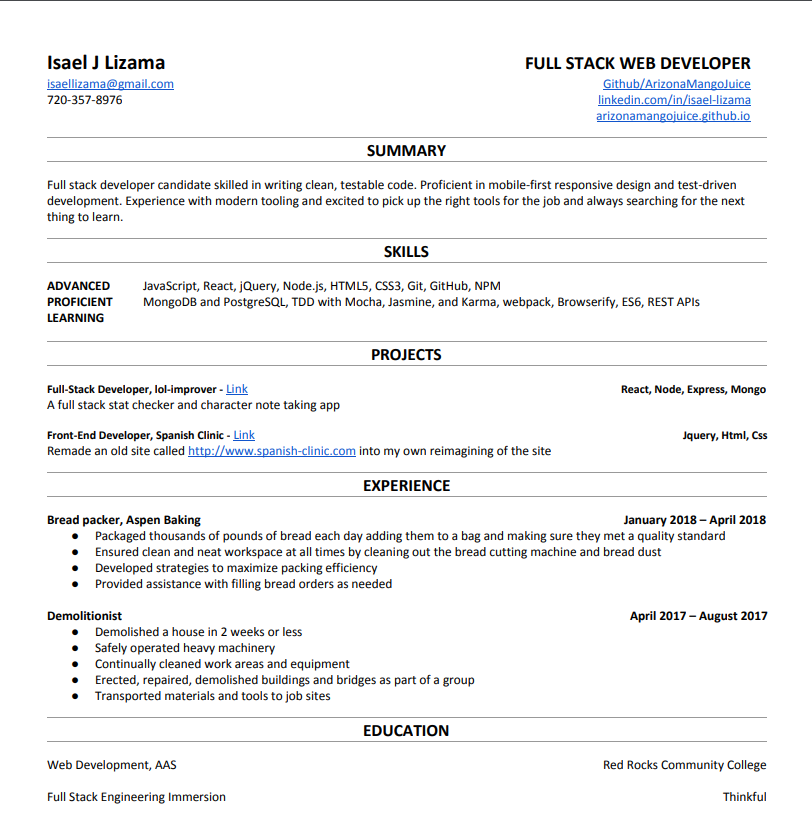 Isael J Lizama FULL STACK WEB DEVELOPER
isaellizama@gmail.com Github/ArizonaMangoJuice
720-357-8976 linkedin.com/in/isael-lizama
arizonamangojuice.github.io
SUMMARY
Full stack developer candidate skilled in writing clean, testable code. Proficient in mobile-first responsive design and test-driven
development. Experience with modern tooling and excited to pick up the right tools for the job and always searching for the next
thing to learn.
SKILLS
ADVANCED JavaScript, React, jQuery, Node.js, HTML5, CSS3, Git, GitHub, NPM
PROFICIENT MongoDB and PostgreSQL, TDD with Mocha, Jasmine, and Karma, webpack, Browserify, ES6, REST APIs
LEARNING
PROJECTS
Full-Stack Developer, lol-improver - Link React, Node, Express, Mongo
A full stack stat checker and character note taking app
Front-End Developer, Spanish Clinic - Link Jquery, Html, Css
Remade an old site called http://www.spanish-clinic.com into my own reimagining of the site
EXPERIENCE
Bread packer, Aspen Baking January 2018 – April 2018
● Packaged thousands of pounds of bread each day adding them to a bag and making sure they met a quality standard
● Ensured clean and neat workspace at all times by cleaning out the bread cutting machine and bread dust
● Developed strategies to maximize packing efficiency
● Provided assistance with filling bread orders as needed
Demolitionist April 2017 – August 2017
● Demolished a house in 2 weeks or less
● Safely operated heavy machinery
● Continually cleaned work areas and equipment
● Erected, repaired, demolished buildings and bridges as part of a group
● Transported materials and tools to job sites
EDUCATION
Web Development, AAS Red Rocks Community College
Full Stack Engineering Immersion Thinkful